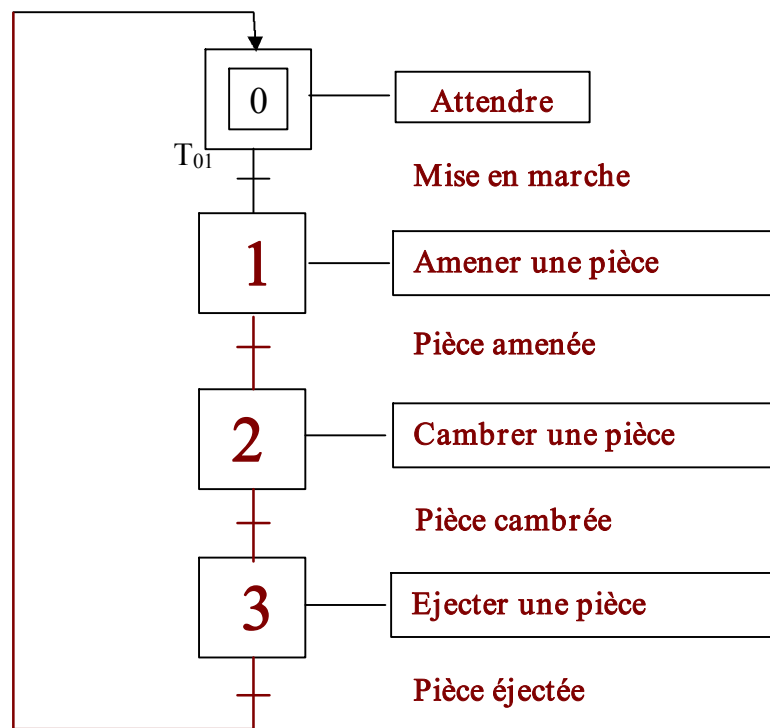 0
Attendre
T01
Mise en marche
1
Amener une pièce
Pièce amenée
2
Cambrer une pièce
Pièce cambrée
3
Ejecter une pièce
Pièce éjectée